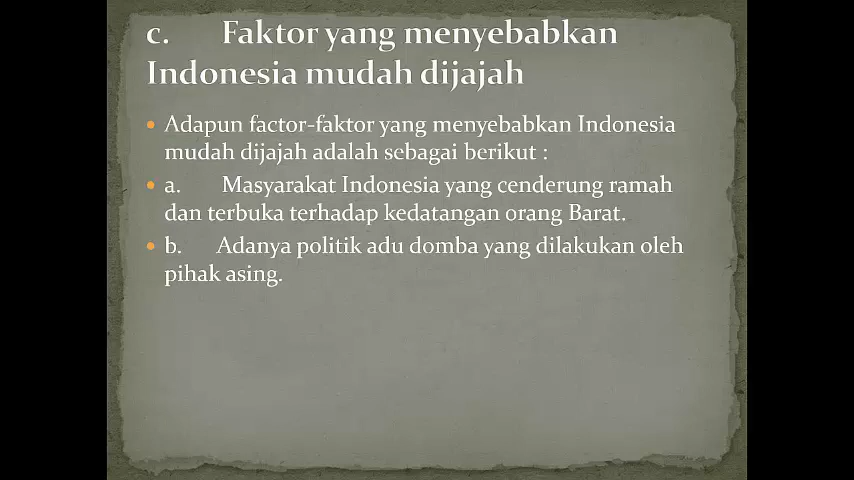 c. Faktor yang menyebabkan
Indonesia mudah dijajah
• Adapun factor-faktor yang menyebabkan Indonesia
mudah dijajah adalah sebagai berikut :
• a. Masyarakat Indonesia yang cenderung ramah
dan terbuka terhadap kedatangan orang Barat.
• b. Adanya politik adu domba yang dilakukan oleh
pihak asing.